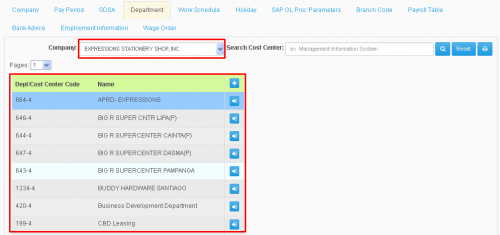 Company Pay Period SDSA Department Work Schedule Holiday SAP GL Proc Parameters Branch Code Payroll Table
Bank Advice Employment Information Wage Order
Company: EXPRESSIONS STATIONERY SHOP, INC. Search Cost Center: ex. Management Information System Reset
Pages: 1
Dept/Cost Center Code Name
664-4 APRD- EXPRESSIONS
646-4 BIG R SUPER CNTR LIPA(P)
644-4 BIG R SUPERCENTER CAINTA(P)
647-4 BIG R SUPERCENTER DASMA(P)
643-4 BIG R SUPERCENTER PAMPANGA
1334-4 BUDDY HARDWARE SANTIAGO
420-4 Business Development Department
199-4 CBD Leasing